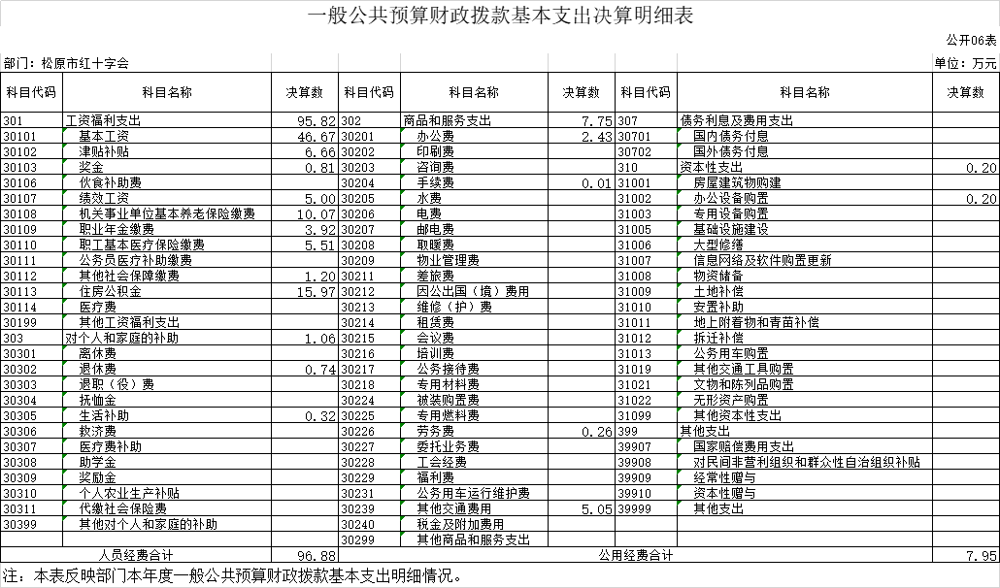 一般公共预算财政拨款基本支出决算明细表
公开06表
部门：松原市红十字会 单位：万元
科目代码 科目名称 决算数 科目代码 科目名称 决算数 科目代码 科目名称 决算数
301 工资福利支出 95.82 302 商品和服务支出 7.75 307 债务利息及费用支出
30101 基本工资 46.67 30201 办公费 2.43 30701 国内债务付息
30102 津贴补贴 6.66 30202 印刷费 30702 国外债务付息
30103 奖金 0.81 30203 咨询费 310 资本性支出 0.20
30106 伙食补助费 30204 手续费 0.01 31001 房屋建筑物购建
30107 绩效工资 5.00 30205 水费 31002 办公设备购置 0.20
30108 机关事业单位基本养老保险缴费 10.07 30206 电费 31003 专用设备购置
30109 职业年金缴费 3.92 30207 邮电费 31005 基础设施建设
30110 职工基本医疗保险缴费 5.51 30208 取暖费 31006 大型修缮
30111 公务员医疗补助缴费 30209 物业管理费 31007 信息网络及软件购置更新
30112 其他社会保障缴费 1.20 30211 差旅费 31008 物资储备
30113 住房公积金 15.97 30212 因公出国（境）费用 31009 土地补偿
30114 医疗费 30213 维修（护）费 31010 安置补助
30199 其他工资福利支出 30214 租赁费 31011 地上附着物和青苗补偿
303 对个人和家庭的补助 1.06 30215 会议费 31012 拆迁补偿
30301 离休费 30216 培训费 31013 公务用车购置
30302 退休费 0.74 30217 公务接待费 31019 其他交通工具购置
30303 退职（役）费 30218 专用材料费 31021 文物和陈列品购置
30304 抚恤金 30224 被装购置费 31022 无形资产购置
30305 生活补助 0.32 30225 专用燃料费 31099 其他资本性支出
30306 救济费 30226 劳务费 0.26 399 其他支出
30307 医疗费补助 30227 委托业务费 39907 国家赔偿费用支出
30308 助学金 30228 工会经费 39908 对民间非营利组织和群众性自治组织补贴
30309 奖励金 30229 福利费 39909 经常性赠与
30310 个人农业生产补贴 30231 公务用车运行维护费 39910 资本性赠与
30311 代缴社会保险费 30239 其他交通费用 5.05 39999 其他支出
30399 其他对个人和家庭的补助 30240 税金及附加费用
30299 其他商品和服务支出
人员经费合计 96.88 公用经费合计 7.95
注：本表反映部门本年度一般公共预算财政拨款基本支出明细情况。